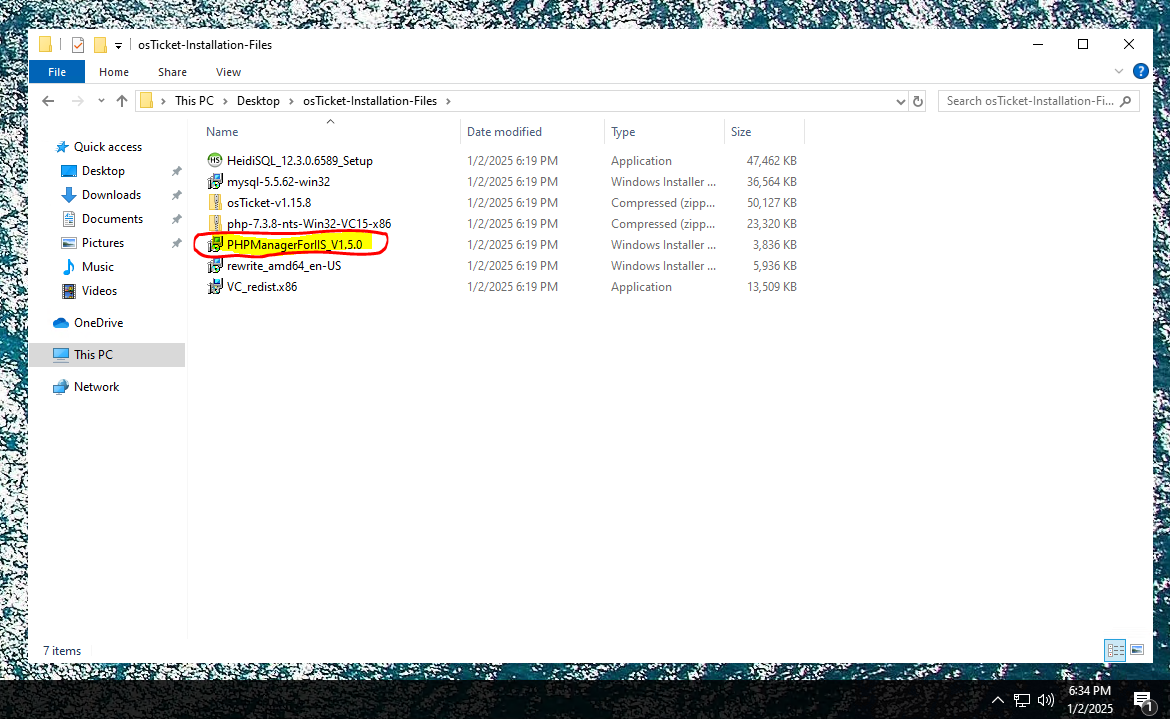 osTicket-Installation-Files
File Home Share View
This PC Desktop osTicket-Installation-Files
Search osTicket-Installation-Fi...
Name Date modified Type Size
Quick access
Desktop
Downloads
Documents
Pictures
Music
Videos
OneDrive
This PC
Network
HS HeidiSQL_12.3.0.6589_Setup 1/2/2025 6:19 PM Application 47,462 KB
mysql-5.5.62-win32 1/2/2025 6:19 PM Windows Installer ... 36,564 KB
osTicket-v1.15.8 1/2/2025 6:19 PM Compressed (zipp... 50,127 KB
php-7.3.8-nts-Win32-VC15-x86 1/2/2025 6:19 PM Compressed (zipp... 23,320 KB
PHPManagerForIIS_V1.5.0 1/2/2025 6:19 PM Windows Installer ... 3,836 KB
rewrite_amd64_en-US 1/2/2025 6:19 PM Windows Installer ... 5,936 KB
VC_redist.x86 1/2/2025 6:19 PM Application 13,509 KB
7 items
6:34 PM
1/2/2025
1